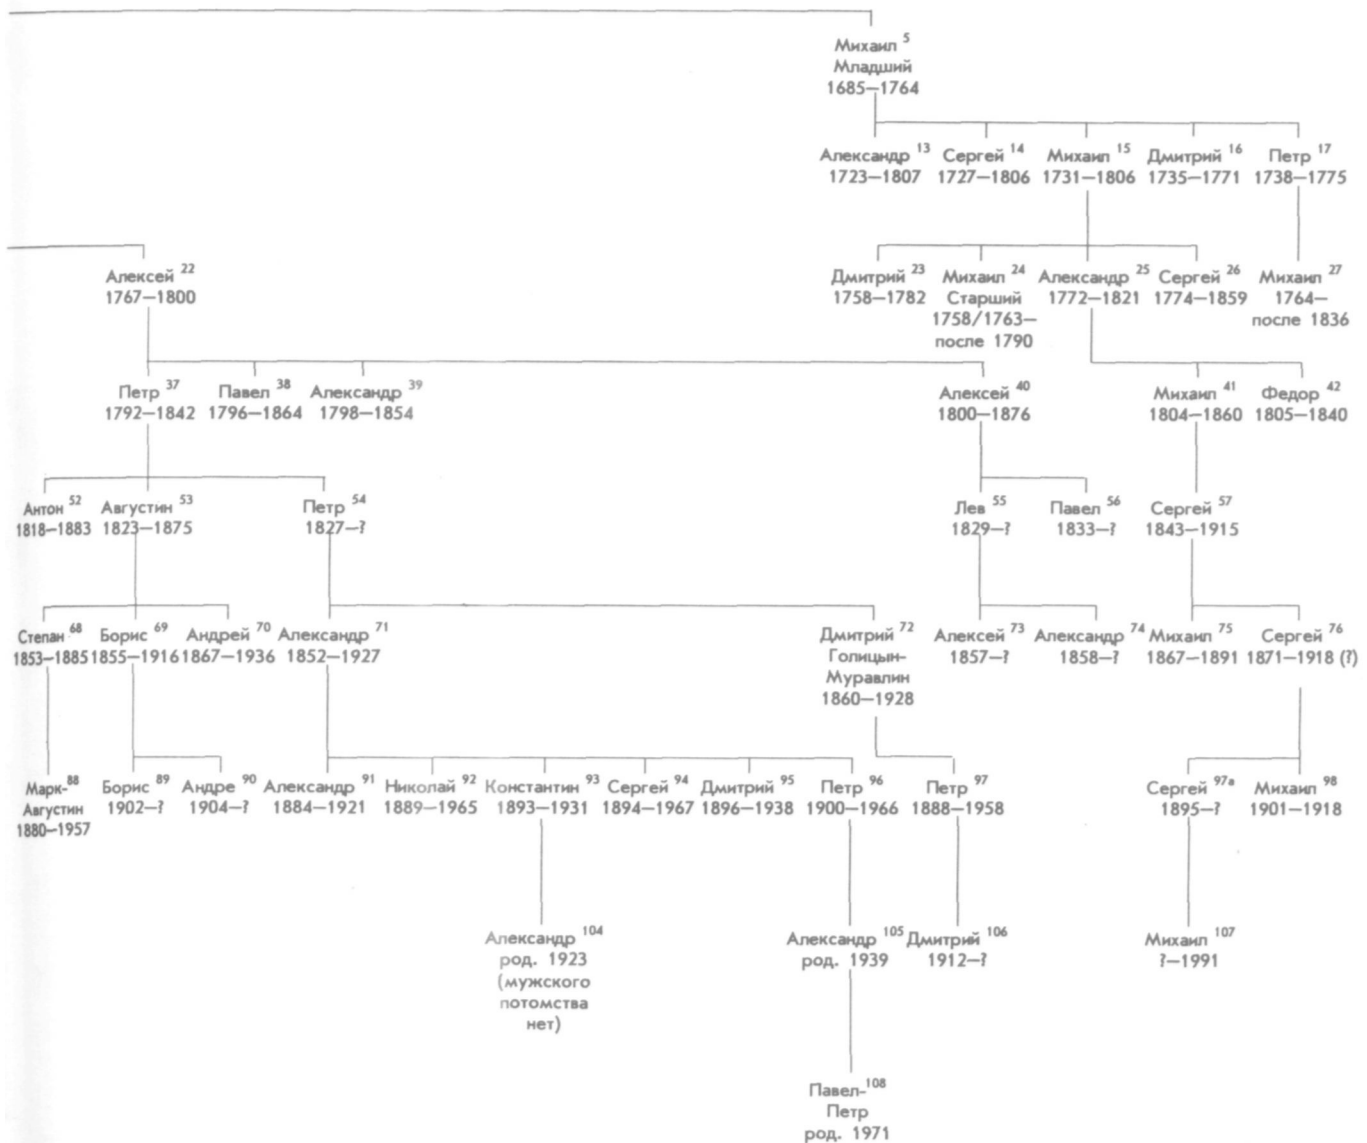 Михаил 5
Младший
1685—1764
Александр 13 Сергей 14 Михаил 15 Дмитрий 16 Петр 17
1723—1807 1727—1806 1731—1806 1735—1771 1738—1775
Алексей 22
1767—1800
Дмитрий 23 Михаил 24 Александр 25 Сергей 26 Михаил 27
1758—1782 Старший 1772—1821 1774—1859 1764—
1758/1763— после 1836
после 1790
Петр 37 Павел 38 Александр 39 Алексей 40 Михаил 41 Федор 42
1792—1842 1796—1864 1798—1854 1800—1876 1804—1860 1805—1840
Антон 52 Августин 53 Петр 54 Лев 55 Павел 56 Сергей 57
1818—1883 1823—1875 1827—? 1829—? 1833—? 1843—1915
Степан 68 Борис 69 Андрей 70 Александр 71 Дмитрий 72 Алексей 73 Александр 74 Михаил 75 Сергей 76
1853—1885 1855—1916 1867—1936 1852—1927 Голицын- 1857—? 1858—? 1867—1891 1871—1918 (?)
Муравлин
1860—1928
Марк- 88 Борис 89 Андре 90 Александр 91 Николай 92 Константин 93 Сергей 94 Дмитрий 95 Петр 96 Петр 97 Сергей 97а Михаил 98
Августин 1902—? 1904—? 1884—1921 1889—1965 1893—1931 1894—1967 1896—1938 1900—1966 1888—1958 1895—? 1901—1918
1880—1957
Александр 104 Александр 105 Дмитрий 106 Михаил 107
род. 1923 род. 1939 1912—? ?—1991
(мужского
потомства
нет)
Павел- 108
Петр
род. 1971